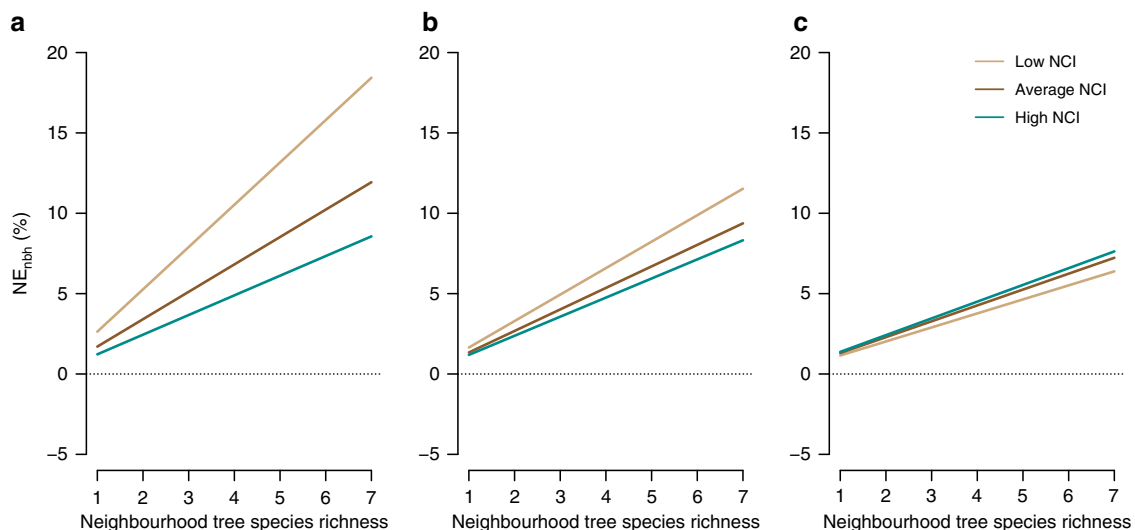 a
b
c
20
15
10
5
0
−5
NE_nbh (%)
1 2 3 4 5 6 7
Neighbourhood tree species richness
20
15
10
5
0
−5
1 2 3 4 5 6 7
Neighbourhood tree species richness
20
15
10
5
0
−5
Low NCI
Average NCI
High NCI
1 2 3 4 5 6 7
Neighbourhood tree species richness